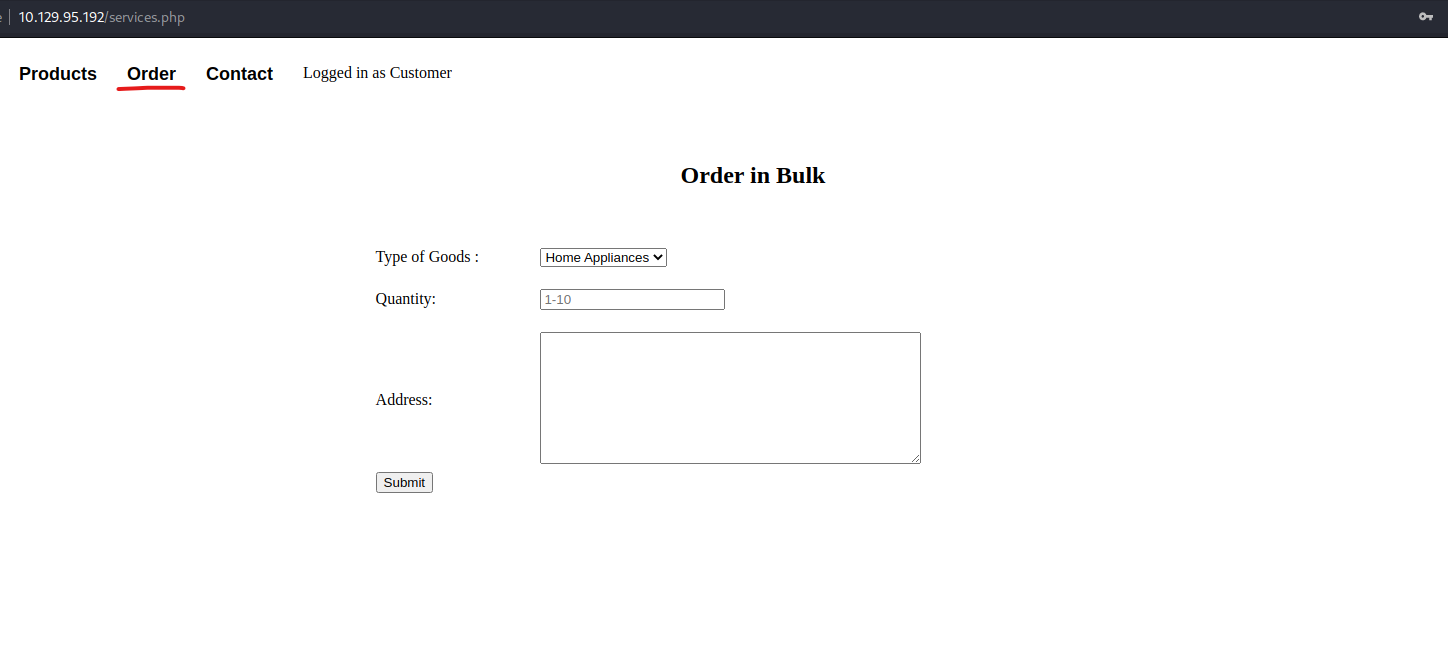 10.129.95.192/services.php
Products Order Contact Logged in as Customer
Order in Bulk
Type of Goods : Home Appliances
Quantity: 1-10
Address:
Submit